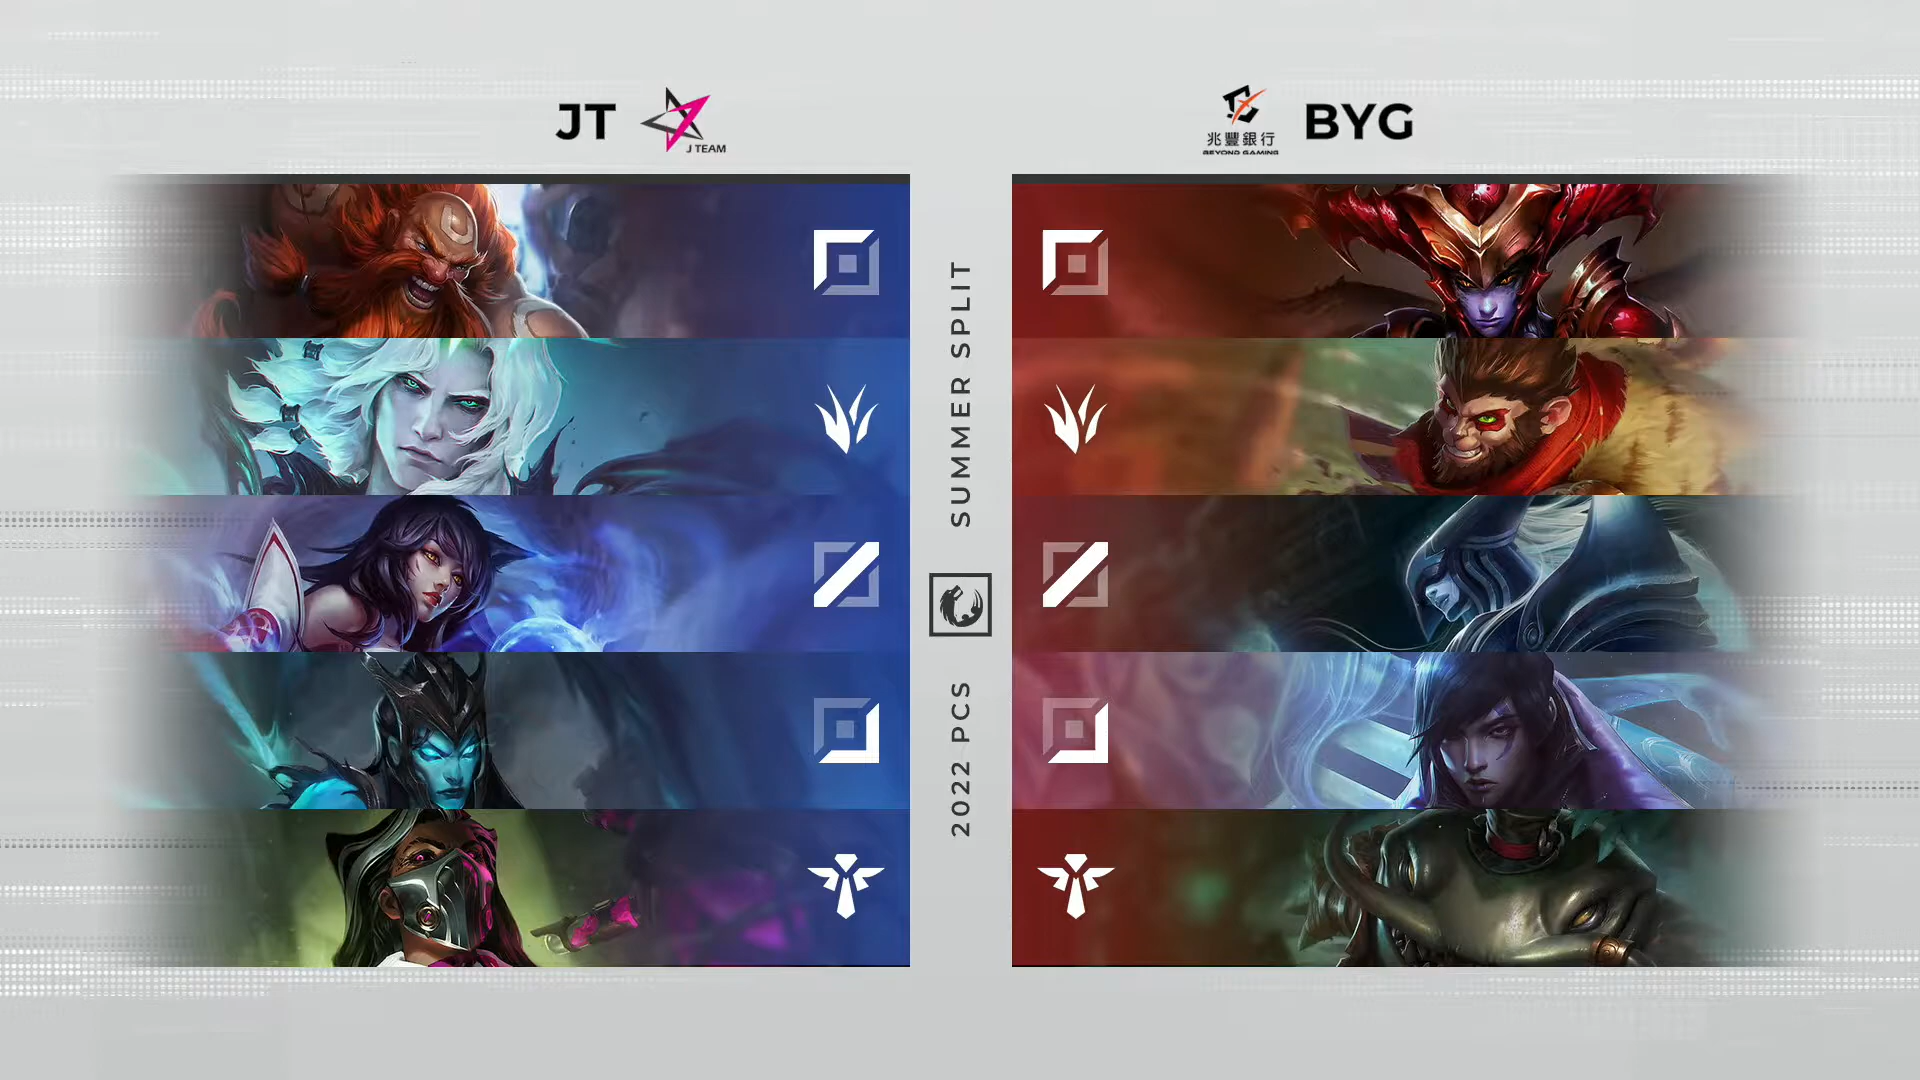 JT
J TEAM
兆豐銀行
BEYOND GAMING
BYG
SUMMER SPLIT
2022 PCS